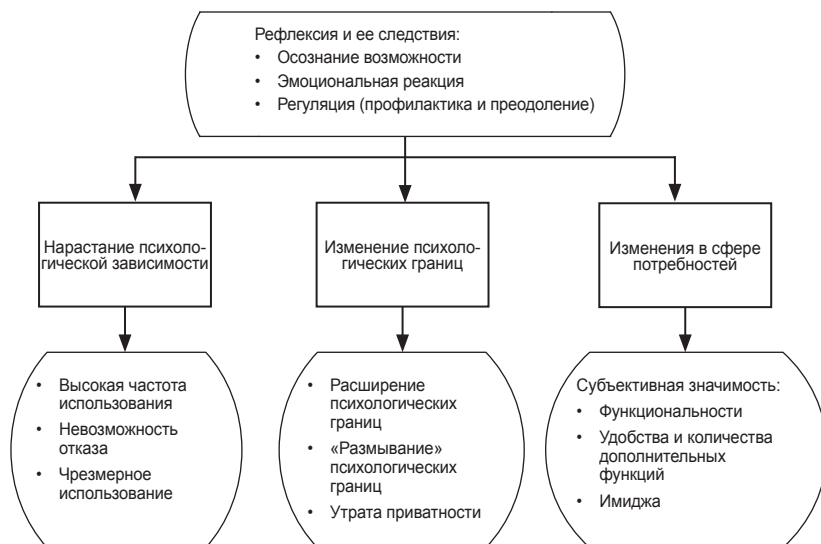 Рефлексия и ее следствия:
• Осознание возможности
• Эмоциональная реакция
• Регуляция (профилактика и преодоление)
Нарастание психоло-
гической зависимости
Изменение психоло-
гических границ
Изменения в сфере
потребностей
• Высокая частота
использования
• Невозможность
отказа
• Чрезмерное
использование
• Расширение
психологических
границ
• «Размывание»
психологических
границ
• Утрата приватности
Субъективная значимость:
• Функциональности
• Удобства и количества
дополнительных
функций
• Имиджа